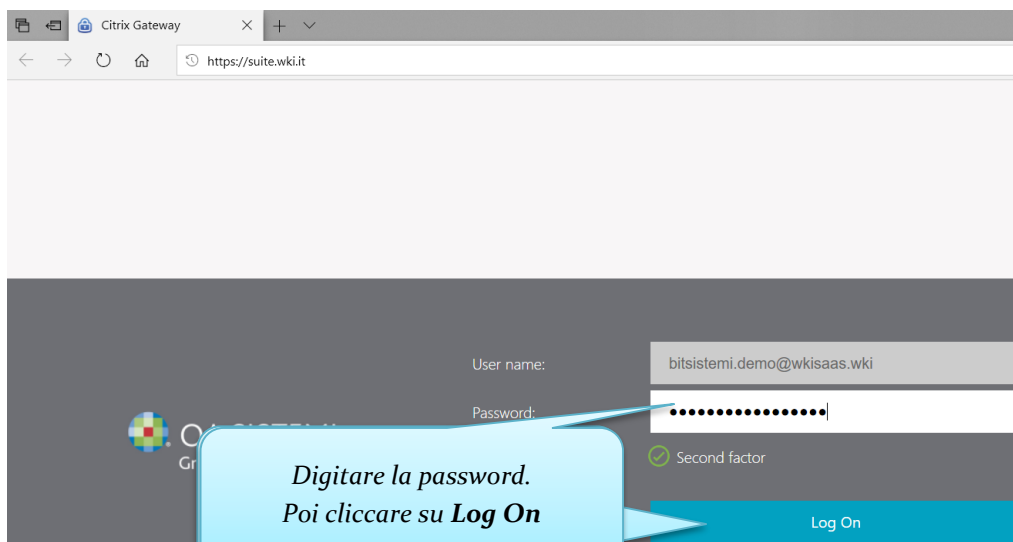 Citrix Gateway
https://suite.wki.it
User name:
bitsistemi.demo@wkisaas.wki
Password:
Second factor
Digitare la password.
Poi cliccare su Log On
Log On